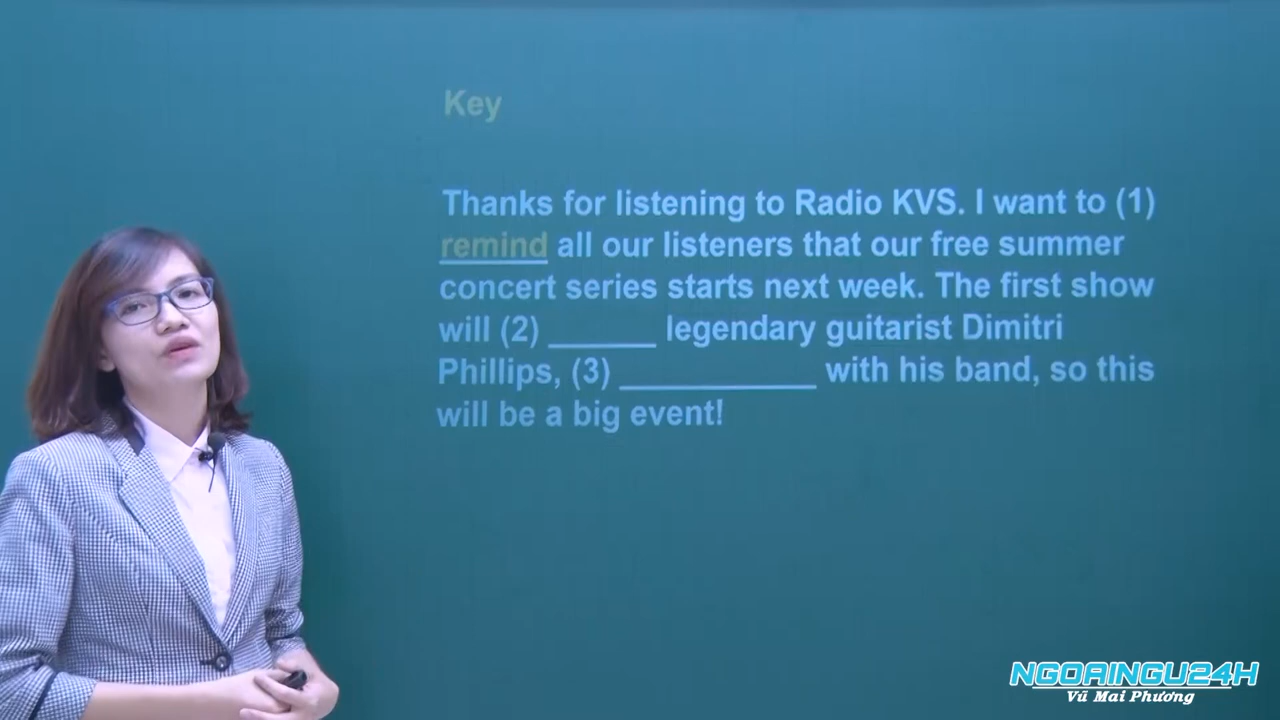 Key
Thanks for listening to Radio KVS. I want to (1)
remind all our listeners that our free summer
concert series starts next week. The first show
will (2) ______ legendary guitarist Dimitri
Phillips, (3) ___________ with his band, so this
will be a big event!
NGOAINGU24H
Vũ Mai Phương